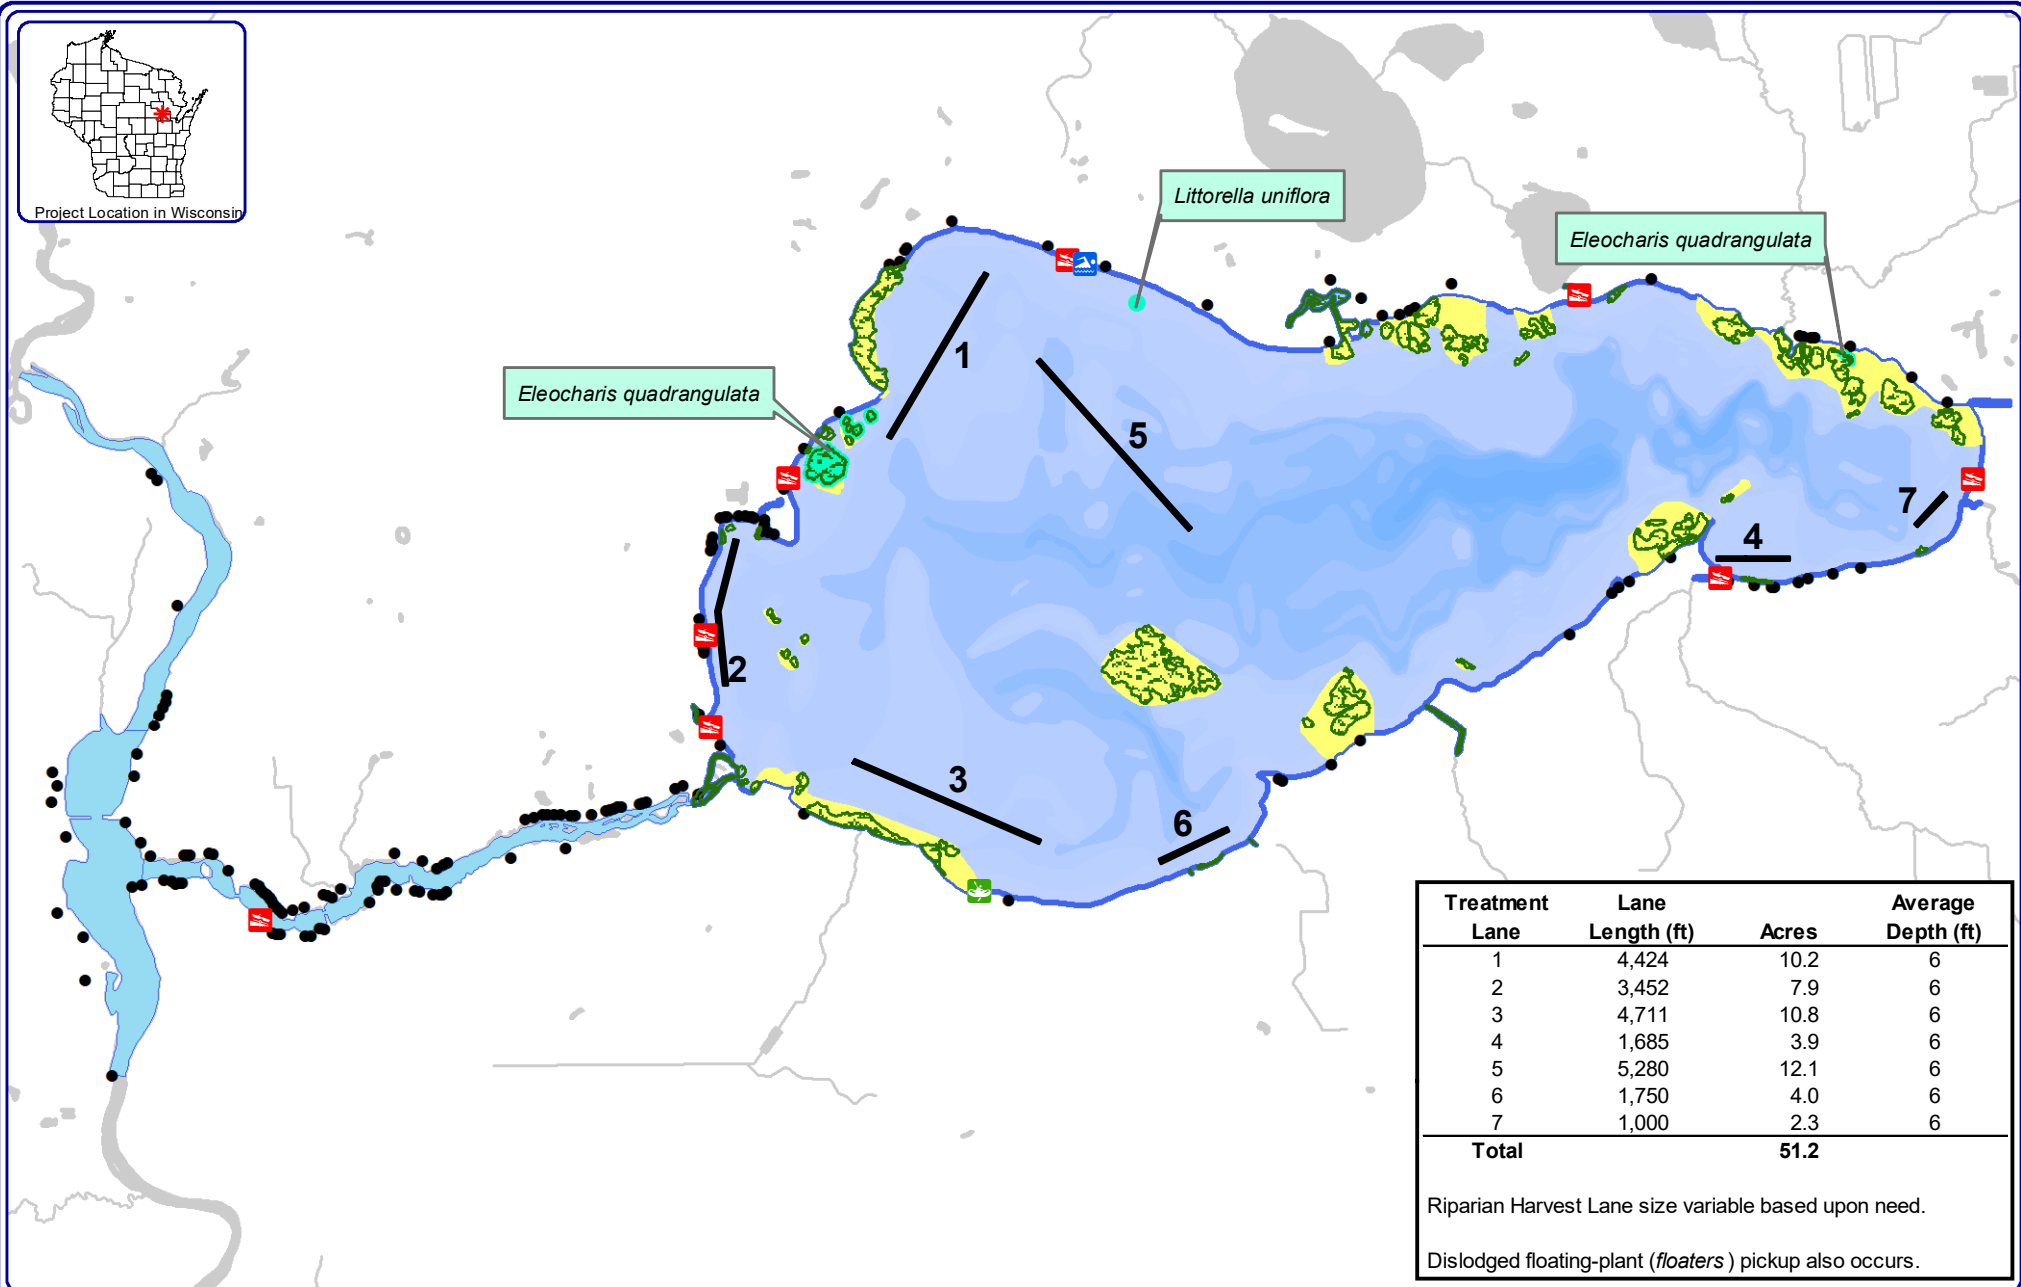 Project Location in Wisconsin
Littorella uniflora
Eleocharis quadrangulata
Eleocharis quadrangulata
1
5
7
4
2
3
6
Treatment Lane Average
Lane Length (ft) Acres Depth (ft)
1 4,424 10.2 6
2 3,452 7.9 6
3 4,711 10.8 6
4 1,685 3.9 6
5 5,280 12.1 6
6 1,750 4.0 6
7 1,000 2.3 6
Total 51.2
Riparian Harvest Lane size variable based upon need.
Dislodged floating-plant (floaters) pickup also occurs.